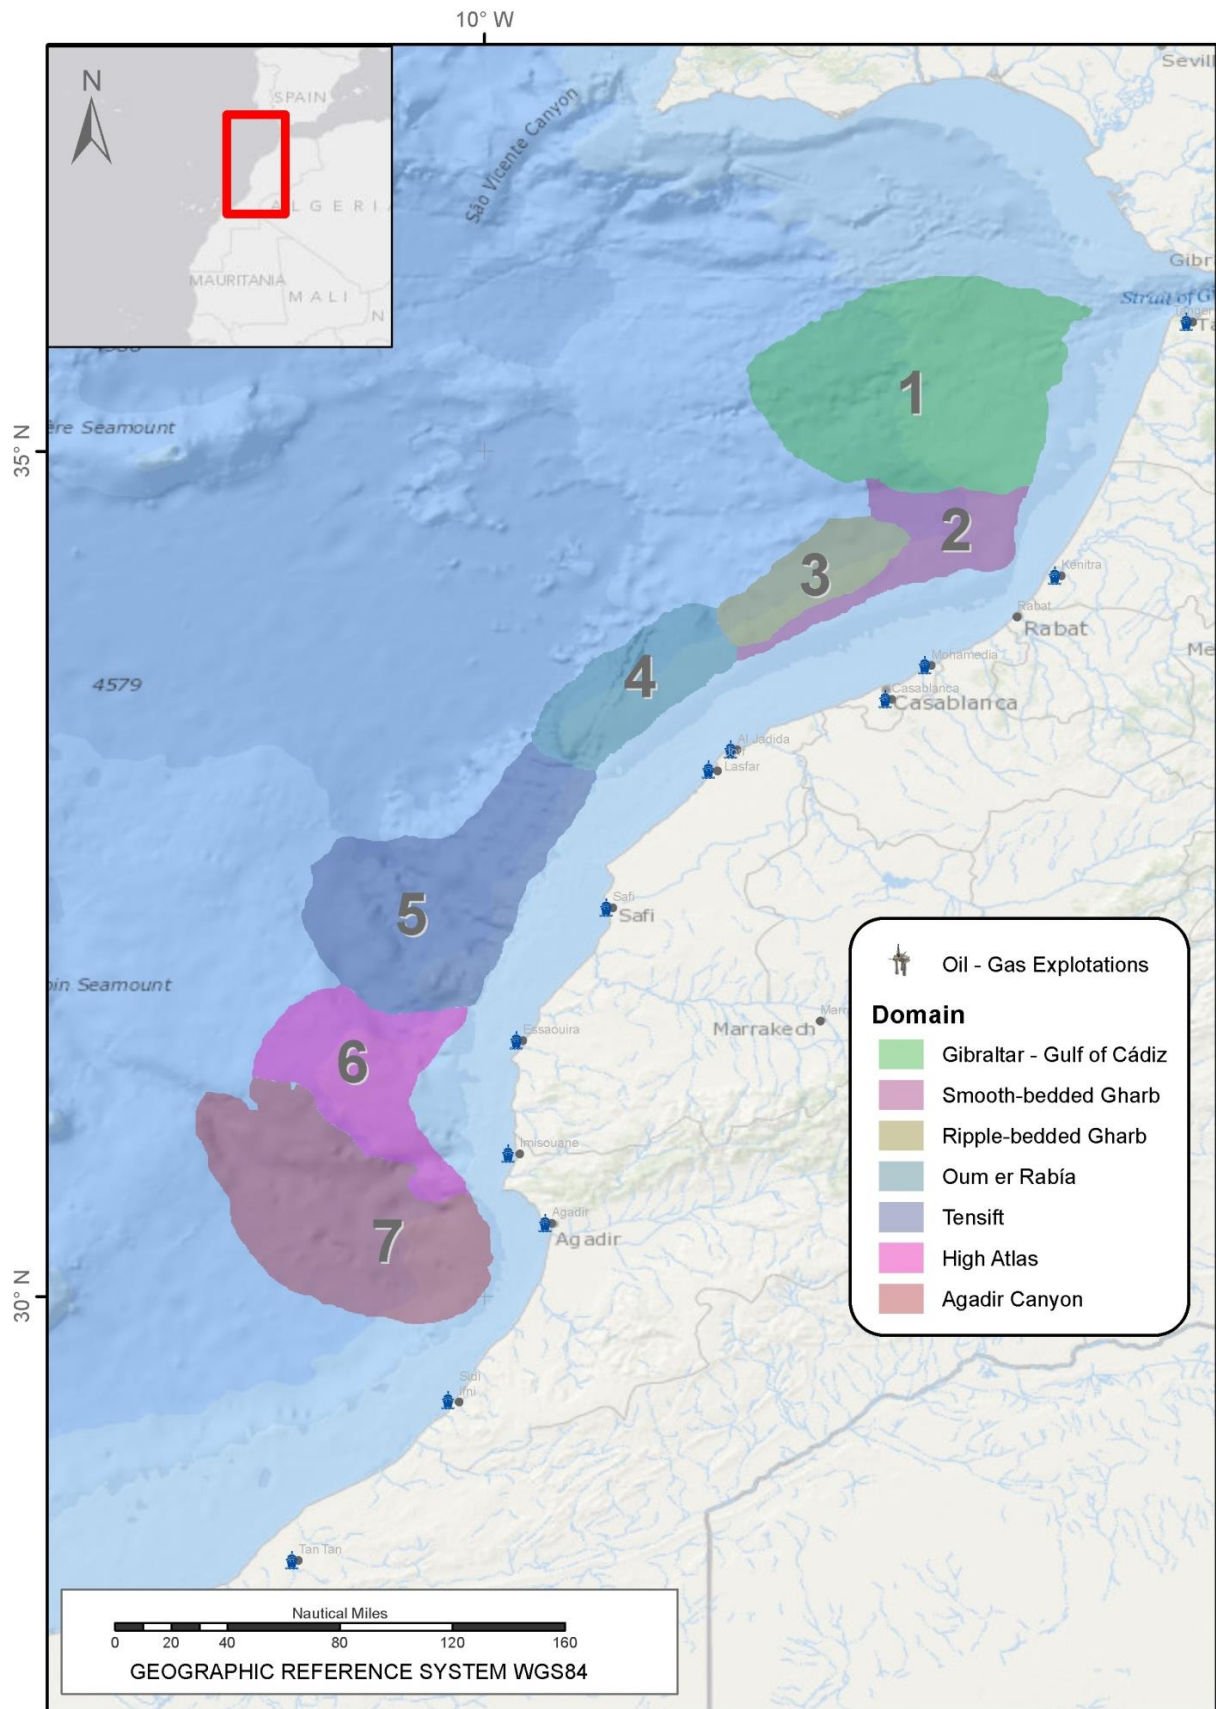 10° W
N
SPAIN
ALGERI
MAURITANIA
MALI
N
São Vicente Canyon
Sevill
Gibr
Strait of G
Ta
35° N
ère Seamount
1
2
3
Kenitra
Rabat
Rabat
Me
4
4579
Mohamedia
Casablanca
Casablanca
Al Jadida
Lasfar
5
Safi
Safi
oin Seamount
Essaouira
Marrakech
Marr
6
Imisouane
7
Agadir
Agadir
30° N
Sidi
Ifni
Tan Tan
Oil - Gas Explotations
Domain
Gibraltar - Gulf of Cádiz
Smooth-bedded Gharb
Ripple-bedded Gharb
Oum er Rabía
Tensift
High Atlas
Agadir Canyon
Nautical Miles
0 20 40 80 120 160
GEOGRAPHIC REFERENCE SYSTEM WGS84